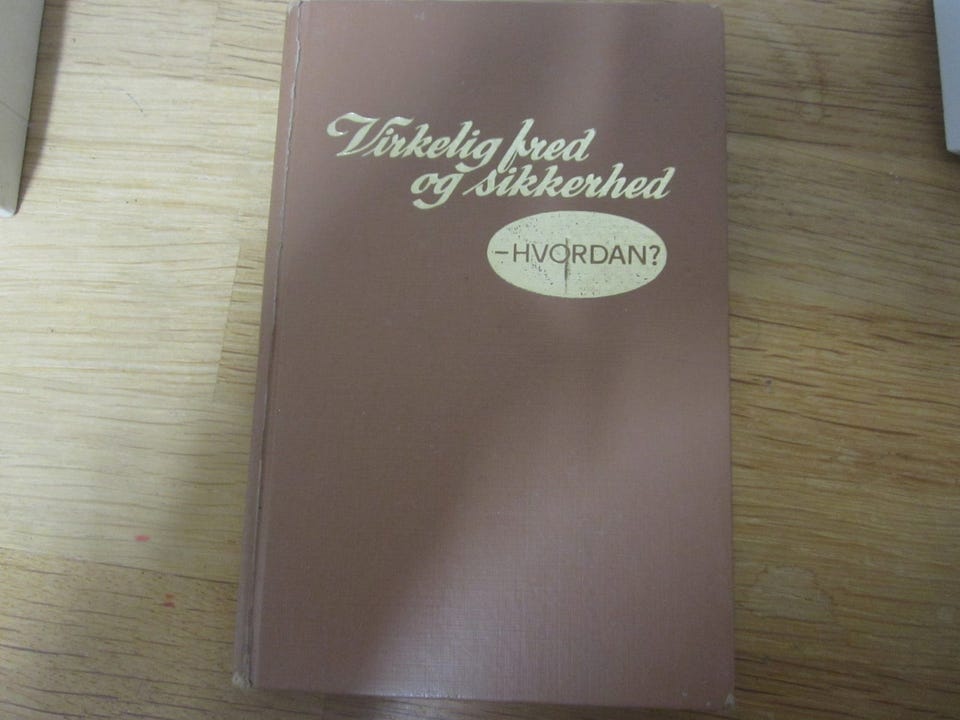 Virkelig fred
og sikkerhed
–HVORDAN?